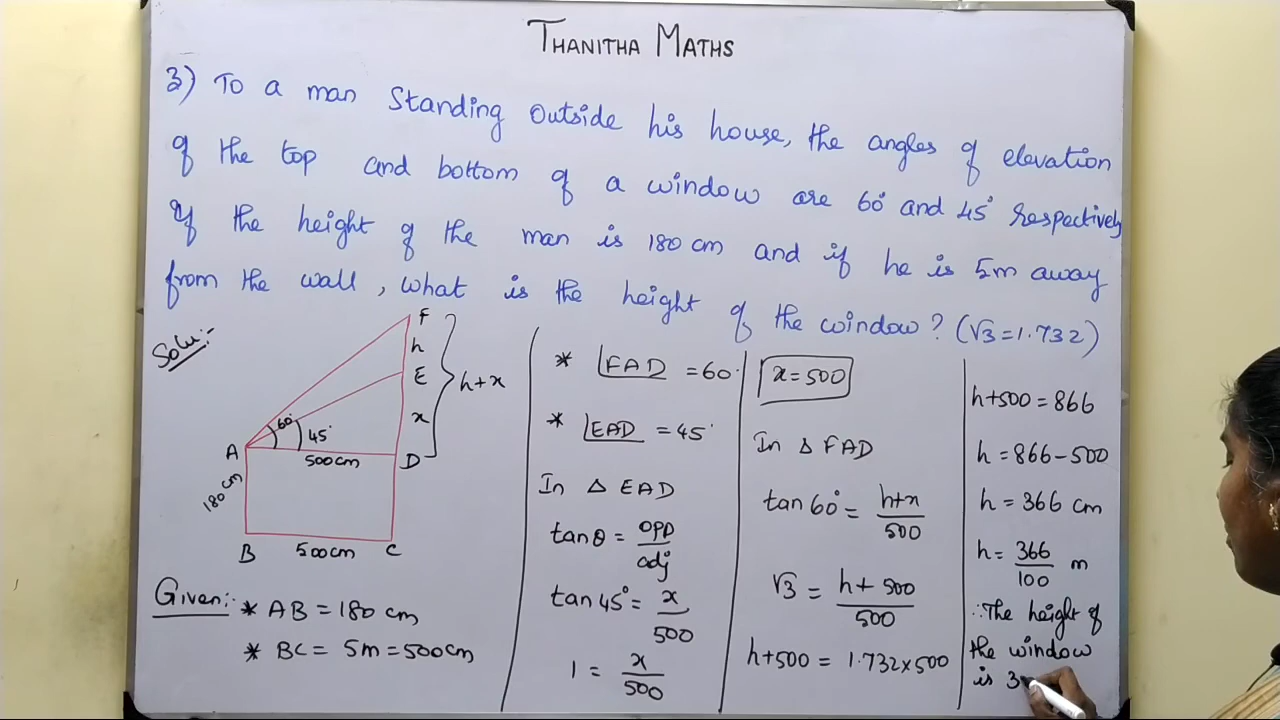 THANITHA MATHS
3) To a man standing outside his house, the angles of elevation
of the top and bottom of a window are 60° and 45° respectively
If the height of the man is 180 cm and if he is 5m away
from the wall, what is the height of the window? (√3=1.732)
Solu:-
F
h
E
x
D
h+x
60°
45°
A
500cm
180 cm
B
500cm
C
Given:-
* AB = 180 cm
* BC = 5m = 500cm
* ∠FAD = 60°
* ∠EAD = 45°
In △ EAD
tanθ = opp/adj
tan45° = x/500
1 = x/500
x = 500
In △ FAD
tan60° = h+x/500
√3 = h+500/500
h+500 = 1.732x500
h+500 = 866
h = 866-500
h = 366 cm
h = 366/100 m
∴The height of
the window
is 3